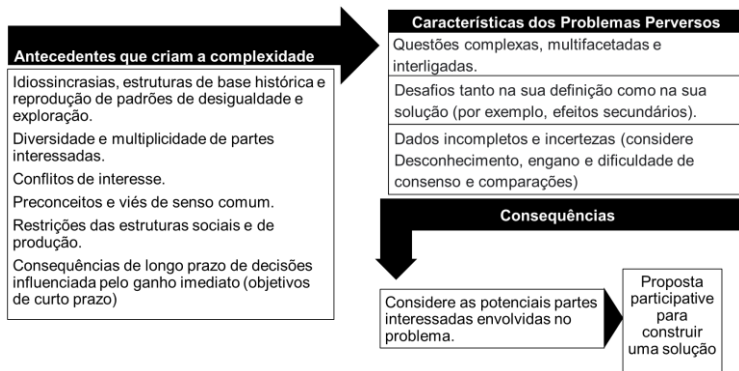 Antecedentes que criam a complexidade
Idiossincrasias, estruturas de base histórica e
reprodução de padrões de desigualdade e
exploração.
Diversidade e multiplicidade de partes
interessadas.
Conflitos de interesse.
Preconceitos e viés de senso comum.
Restrições das estruturas sociais e de
produção.
Consequências de longo prazo de decisões
influenciada pelo ganho imediato (objetivos
de curto prazo)
Características dos Problemas Perversos
Questões complexas, multifacetadas e
interligadas.
Desafios tanto na sua definição como na sua
solução (por exemplo, efeitos secundários).
Dados incompletos e incertezas (considere
Desconhecimento, engano e dificuldade de
consenso e comparações)
Consequências
Considere as potenciais partes
interessadas envolvidas no
problema.
Proposta
participative
para
construir
uma solução